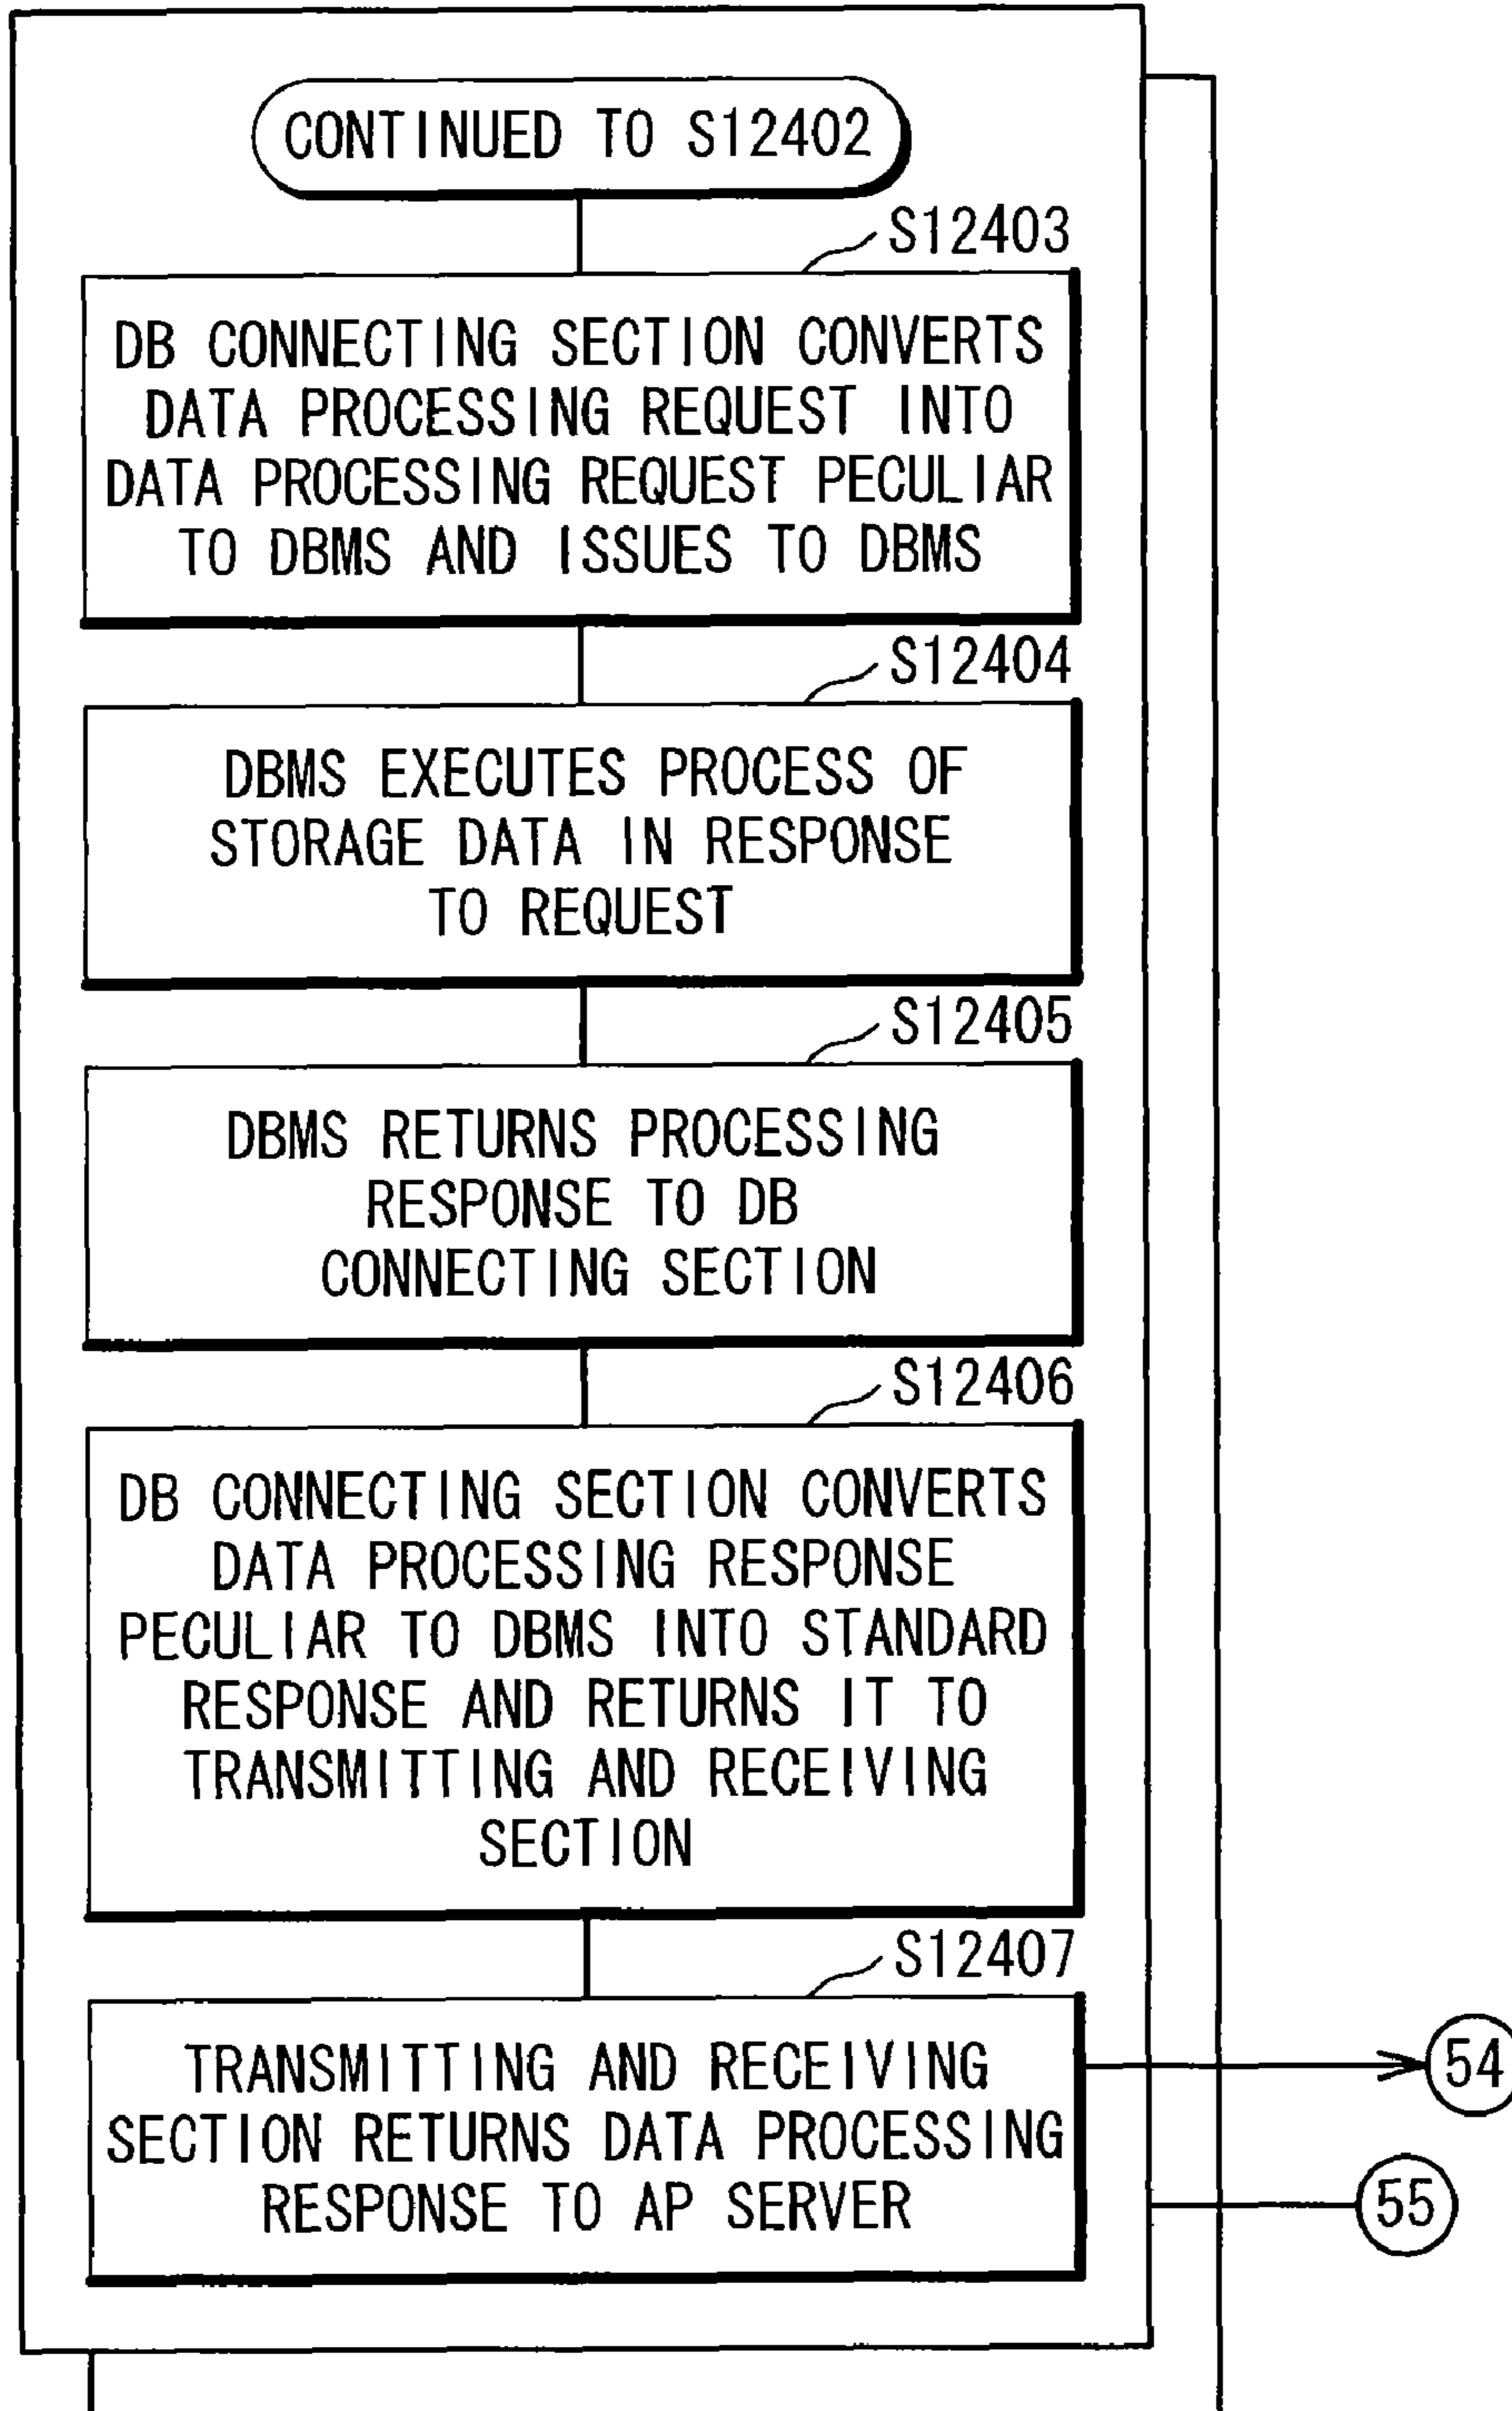 CONTINUED TO S12402
S12403
DB CONNECTING SECTION CONVERTS
DATA PROCESSING REQUEST INTO
DATA PROCESSING REQUEST PECULIAR
TO DBMS AND ISSUES TO DBMS
S12404
DBMS EXECUTES PROCESS OF
STORAGE DATA IN RESPONSE
TO REQUEST
S12405
DBMS RETURNS PROCESSING
RESPONSE TO DB
CONNECTING SECTION
S12406
DB CONNECTING SECTION CONVERTS
DATA PROCESSING RESPONSE
PECULIAR TO DBMS INTO STANDARD
RESPONSE AND RETURNS IT TO
TRANSMITTING AND RECEIVING
SECTION
S12407
TRANSMITTING AND RECEIVING
SECTION RETURNS DATA PROCESSING
RESPONSE TO AP SERVER
54
55